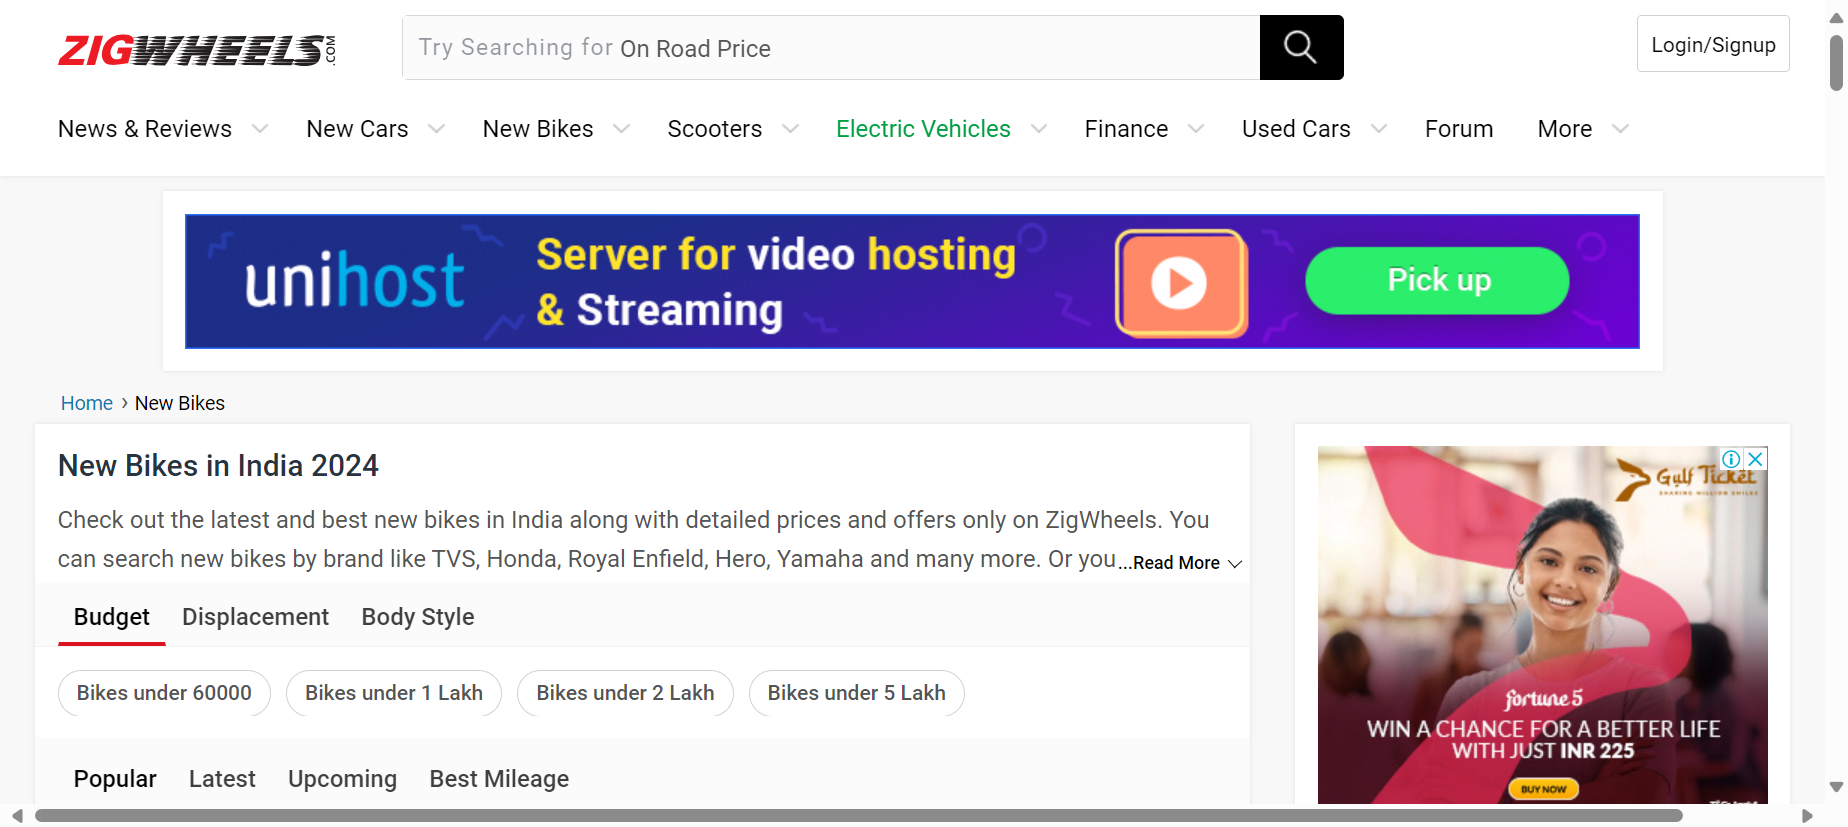 ZIGWHEELS.COM
Try Searching for On Road Price
Login/Signup
News & Reviews New Cars New Bikes Scooters Electric Vehicles Finance Used Cars Forum More
unihost
Server for video hosting
& Streaming
Pick up
Home › New Bikes
New Bikes in India 2024
Check out the latest and best new bikes in India along with detailed prices and offers only on ZigWheels. You
can search new bikes by brand like TVS, Honda, Royal Enfield, Hero, Yamaha and many more. Or you ...Read More
Budget Displacement Body Style
Bikes under 60000 Bikes under 1 Lakh Bikes under 2 Lakh Bikes under 5 Lakh
Popular Latest Upcoming Best Mileage
Gulf Ticket
SHARING MILLION SMILES
fortune 5
WIN A CHANCE FOR A BETTER LIFE
WITH JUST INR 225
BUY NOW